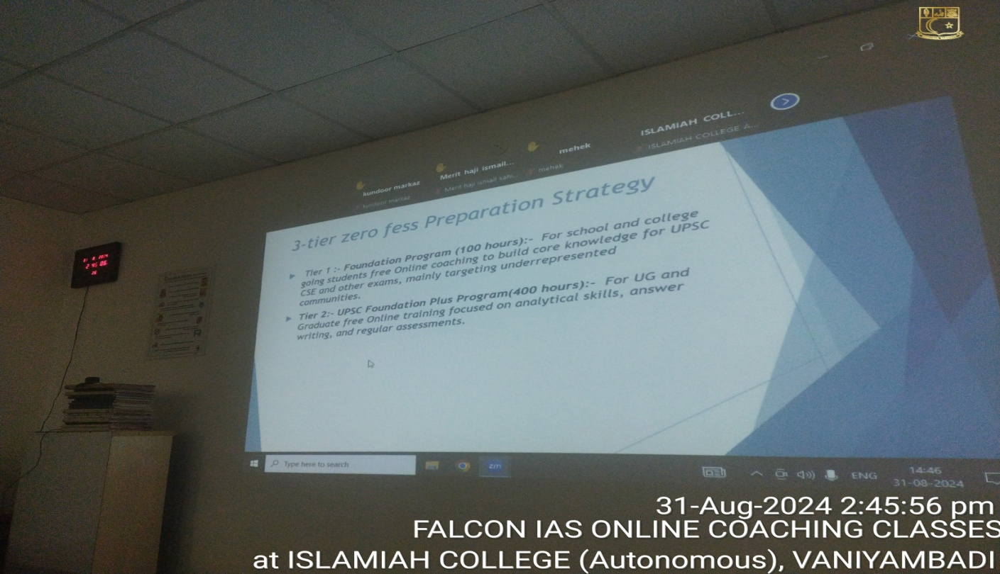 ISLAMIAH COLL...
ISLAMIAH COLLEGE A...
mehek
mehek
Merit haji ismail...
Merit haji ismail sahi...
kundoor markaz
kundoor markaz
3-tier zero fess Preparation Strategy
Tier 1 :- Foundation Program (100 hours):- For school and college
going students free Online coaching to build core knowledge for UPSC
CSE and other exams, mainly targeting underrepresented
communities.
Tier 2:- UPSC Foundation Plus Program(400 hours):- For UG and
Graduate free Online training focused on analytical skills, answer
writing, and regular assessments.
Type here to search
zm
ENG
14:46
31-08-2024
31-Aug-2024 2:45:56 pm
FALCON IAS ONLINE COACHING CLASSES
at ISLAMIAH COLLEGE (Autonomous), VANIYAMBADI